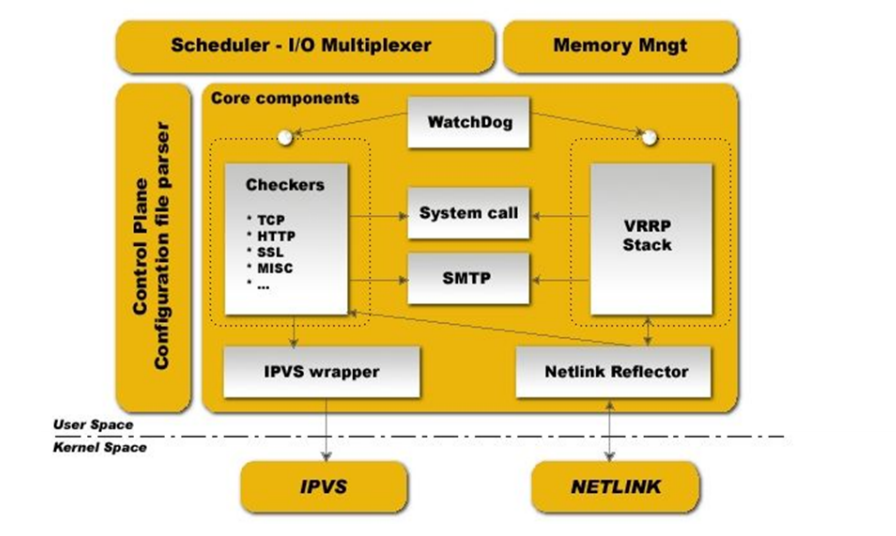 Scheduler - I/O Multiplexer
Memory Mngt
Control Plane
Configuration file parser
Core components
WatchDog
Checkers
* TCP
* HTTP
* SSL
* MISC
* ...
System call
SMTP
VRRP
Stack
IPVS wrapper
Netlink Reflector
User Space
Kernel Space
IPVS
NETLINK